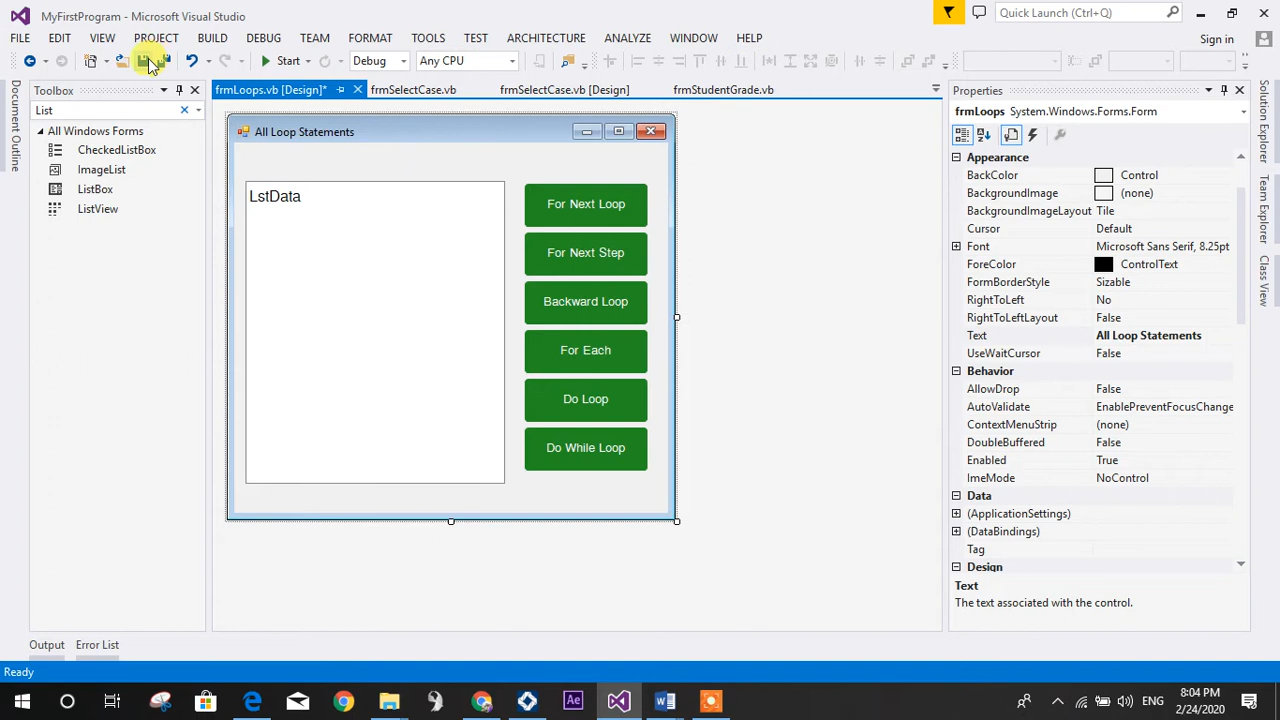 MyFirstProgram - Microsoft Visual Studio
Quick Launch (Ctrl+Q)
FILE EDIT VIEW PROJECT BUILD DEBUG TEAM FORMAT TOOLS TEST ARCHITECTURE ANALYZE WINDOW HELP
Sign in
Start Debug Any CPU
Document Outline
Toolbox
List
All Windows Forms
CheckedListBox
ImageList
ListBox
ListView
frmLoops.vb [Design]* frmSelectCase.vb frmSelectCase.vb [Design] frmStudentGrade.vb
All Loop Statements
LstData
For Next Loop
For Next Step
Backward Loop
For Each
Do Loop
Do While Loop
Properties
frmLoops System.Windows.Forms.Form
Appearance
BackColor Control
BackgroundImage (none)
BackgroundImageLayout Tile
Cursor Default
Font Microsoft Sans Serif, 8.25pt
ForeColor ControlText
FormBorderStyle Sizable
RightToLeft No
RightToLeftLayout False
Text All Loop Statements
UseWaitCursor False
Behavior
AllowDrop False
AutoValidate EnablePreventFocusChange
ContextMenuStrip (none)
DoubleBuffered False
Enabled True
ImeMode NoControl
Data
(ApplicationSettings)
(DataBindings)
Tag
Design
Text
The text associated with the control.
Solution Explorer
Team Explorer
Class View
Output Error List
Ready
Ae
ENG
8:04 PM
2/24/2020